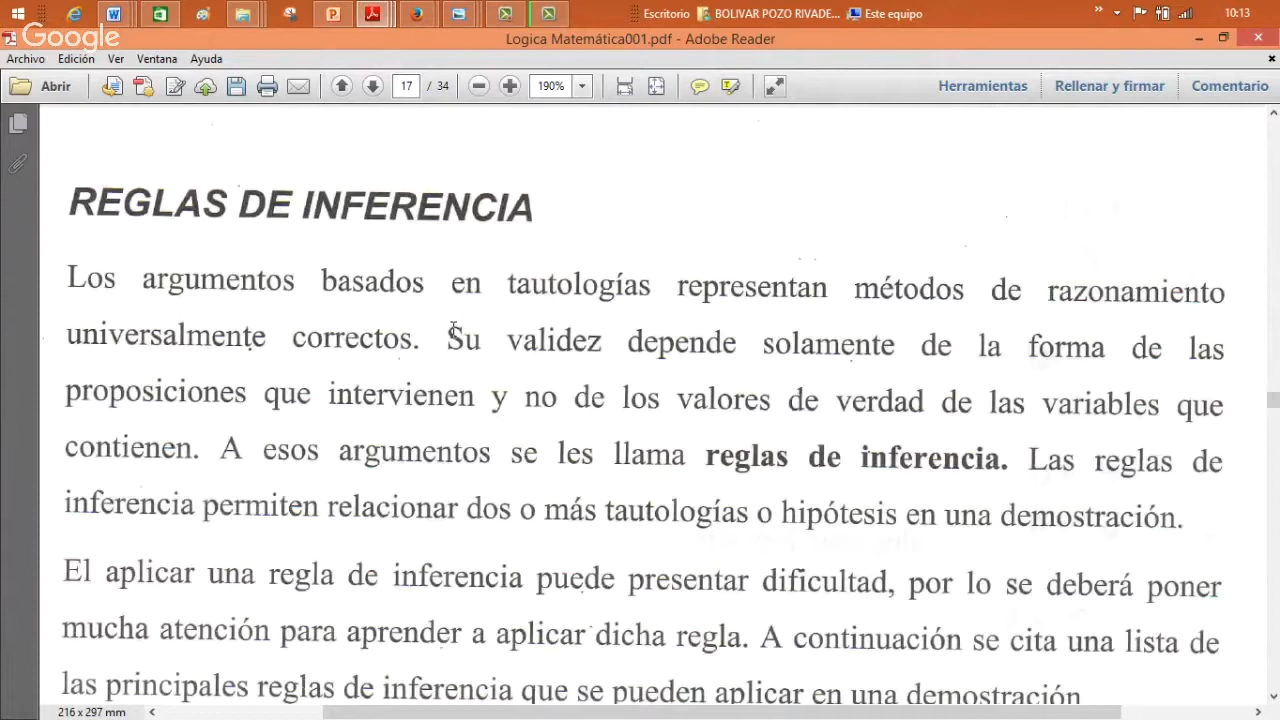 Escritorio BOLIVAR POZO RIVADE... Este equipo » 10:13
Google
Logica Matemática001.pdf - Adobe Reader
Archivo Edición Ver Ventana Ayuda
Abrir 17 / 34 190% Herramientas Rellenar y firmar Comentario
REGLAS DE INFERENCIA
Los argumentos basados en tautologías representan métodos de razonamiento
universalmente correctos. Su validez depende solamente de la forma de las
proposiciones que intervienen y no de los valores de verdad de las variables que
contienen. A esos argumentos se les llama reglas de inferencia. Las reglas de
inferencia permiten relacionar dos o más tautologías o hipótesis en una demostración.
El aplicar una regla de inferencia puede presentar dificultad, por lo se deberá poner
mucha atención para aprender a aplicar dicha regla. A continuación se cita una lista de
las principales reglas de inferencia que se pueden aplicar en una demostración
216 x 297 mm